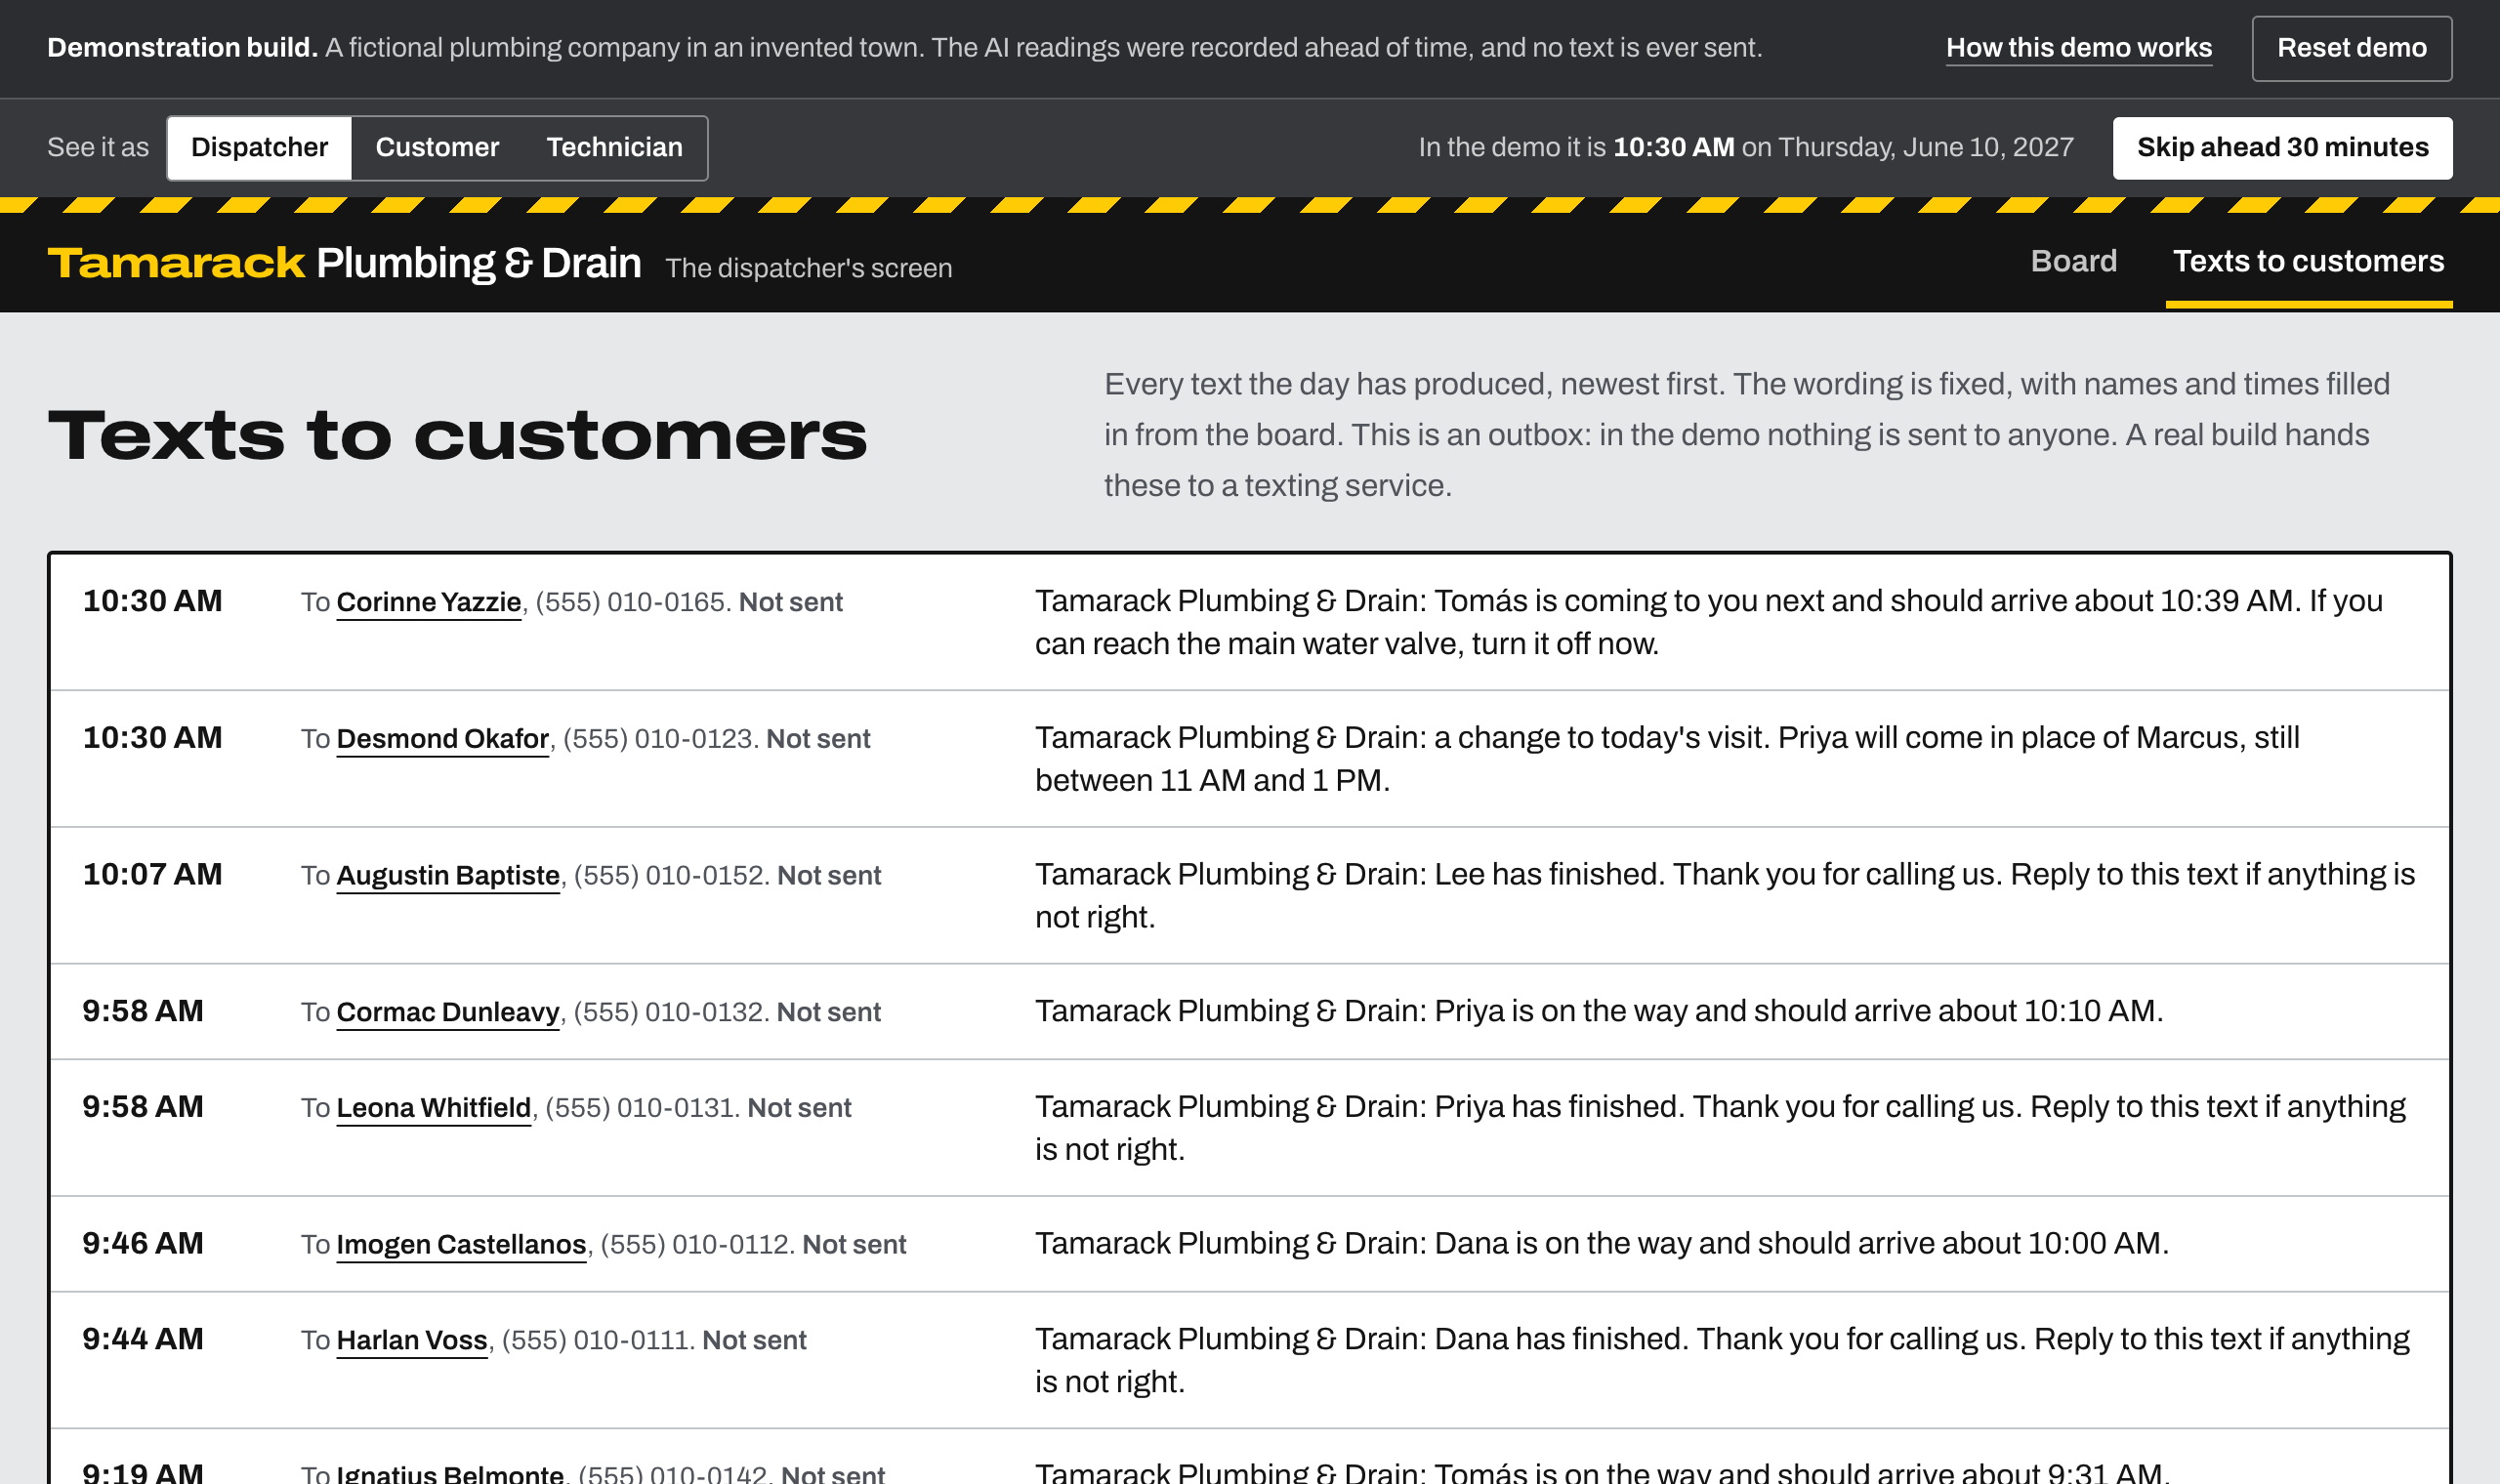 Demonstration build. A fictional plumbing company in an invented town. The AI readings were recorded ahead of time, and no text is ever sent.
How this demo works
Reset demo
See it as
Dispatcher
Customer
Technician
In the demo it is 10:30 AM on Thursday, June 10, 2027
Skip ahead 30 minutes
Tamarack Plumbing & Drain
The dispatcher's screen
Board
Texts to customers
Texts to customers
Every text the day has produced, newest first. The wording is fixed, with names and times filled
in from the board. This is an outbox: in the demo nothing is sent to anyone. A real build hands
these to a texting service.
10:30 AM
To Corinne Yazzie, (555) 010-0165. Not sent
Tamarack Plumbing & Drain: Tomás is coming to you next and should arrive about 10:39 AM. If you
can reach the main water valve, turn it off now.
10:30 AM
To Desmond Okafor, (555) 010-0123. Not sent
Tamarack Plumbing & Drain: a change to today's visit. Priya will come in place of Marcus, still
between 11 AM and 1 PM.
10:07 AM
To Augustin Baptiste, (555) 010-0152. Not sent
Tamarack Plumbing & Drain: Lee has finished. Thank you for calling us. Reply to this text if anything is
not right.
9:58 AM
To Cormac Dunleavy, (555) 010-0132. Not sent
Tamarack Plumbing & Drain: Priya is on the way and should arrive about 10:10 AM.
9:58 AM
To Leona Whitfield, (555) 010-0131. Not sent
Tamarack Plumbing & Drain: Priya has finished. Thank you for calling us. Reply to this text if anything
is not right.
9:46 AM
To Imogen Castellanos, (555) 010-0112. Not sent
Tamarack Plumbing & Drain: Dana is on the way and should arrive about 10:00 AM.
9:44 AM
To Harlan Voss, (555) 010-0111. Not sent
Tamarack Plumbing & Drain: Dana has finished. Thank you for calling us. Reply to this text if anything
is not right.
9:19 AM
To Ignatius Belmonte, (555) 010-0142. Not sent
Tamarack Plumbing & Drain: Tomás is on the way and should arrive about 9:31 AM.